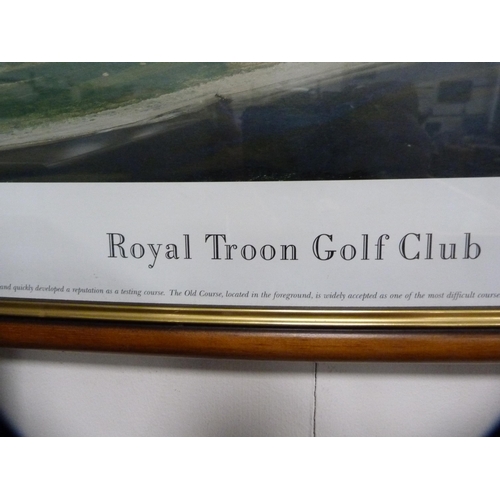 Royal Troon Golf Club
and quickly developed a reputation as a testing course. The Old Course, located in the foreground, is widely accepted as one of the most difficult course